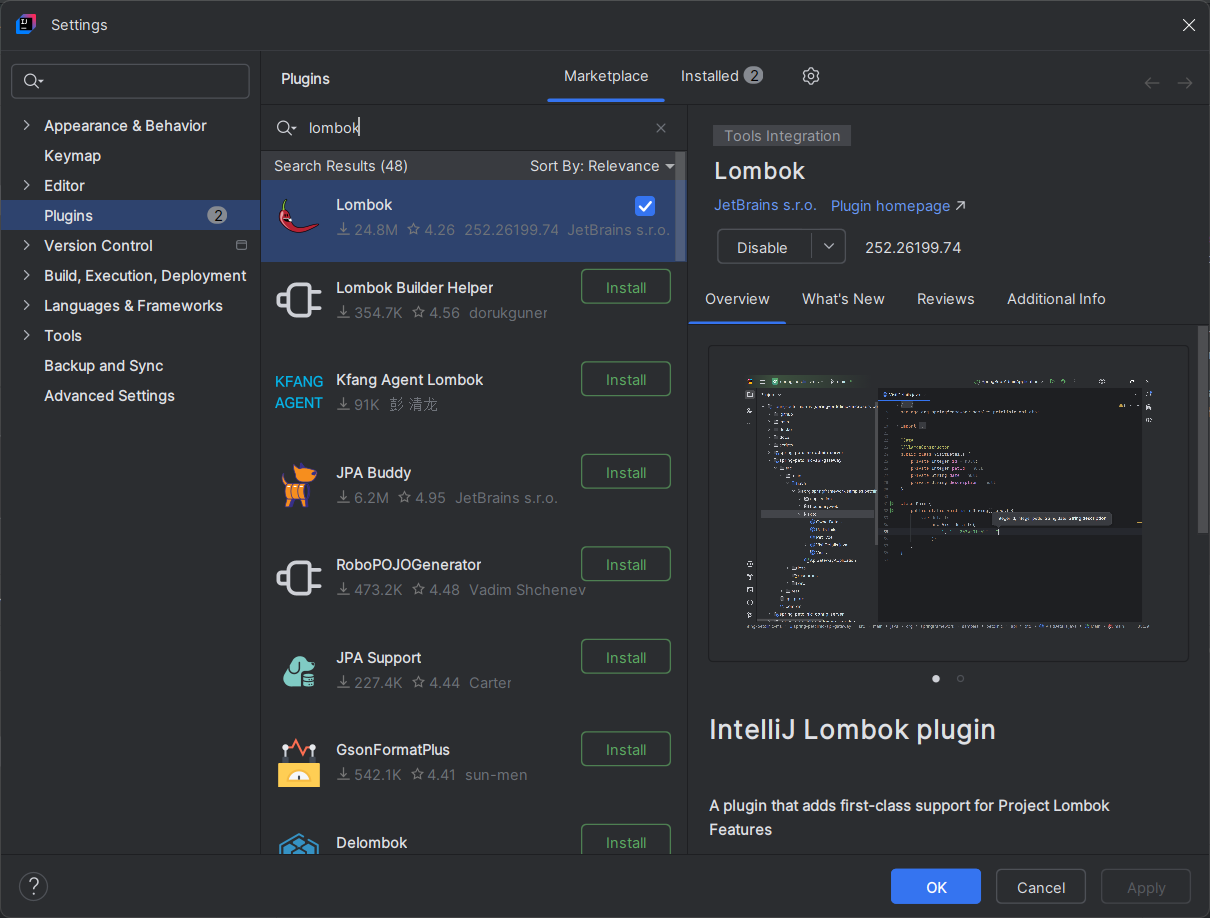 Settings
Plugins
Marketplace
Installed 2
Appearance & Behavior
Keymap
Editor
Plugins 2
Version Control
Build, Execution, Deployment
Languages & Frameworks
Tools
Backup and Sync
Advanced Settings
lombok
Search Results (48) Sort By: Relevance
Lombok
24.8M 4.26 252.26199.74 JetBrains s.r.o.
Lombok Builder Helper Install
354.7K 4.56 dorukguner
KFANG AGENT
Kfang Agent Lombok Install
91K 彭 清龙
JPA Buddy Install
6.2M 4.95 JetBrains s.r.o.
RoboPOJOGenerator Install
473.2K 4.48 Vadim Shchenev
JPA Support Install
227.4K 4.44 Carter
GsonFormatPlus Install
542.1K 4.41 sun-men
Delombok Install
Tools Integration
Lombok
JetBrains s.r.o. Plugin homepage
Disable 252.26199.74
Overview What's New Reviews Additional Info
IntelliJ Lombok plugin
A plugin that adds first-class support for Project Lombok
Features
?
OK Cancel Apply